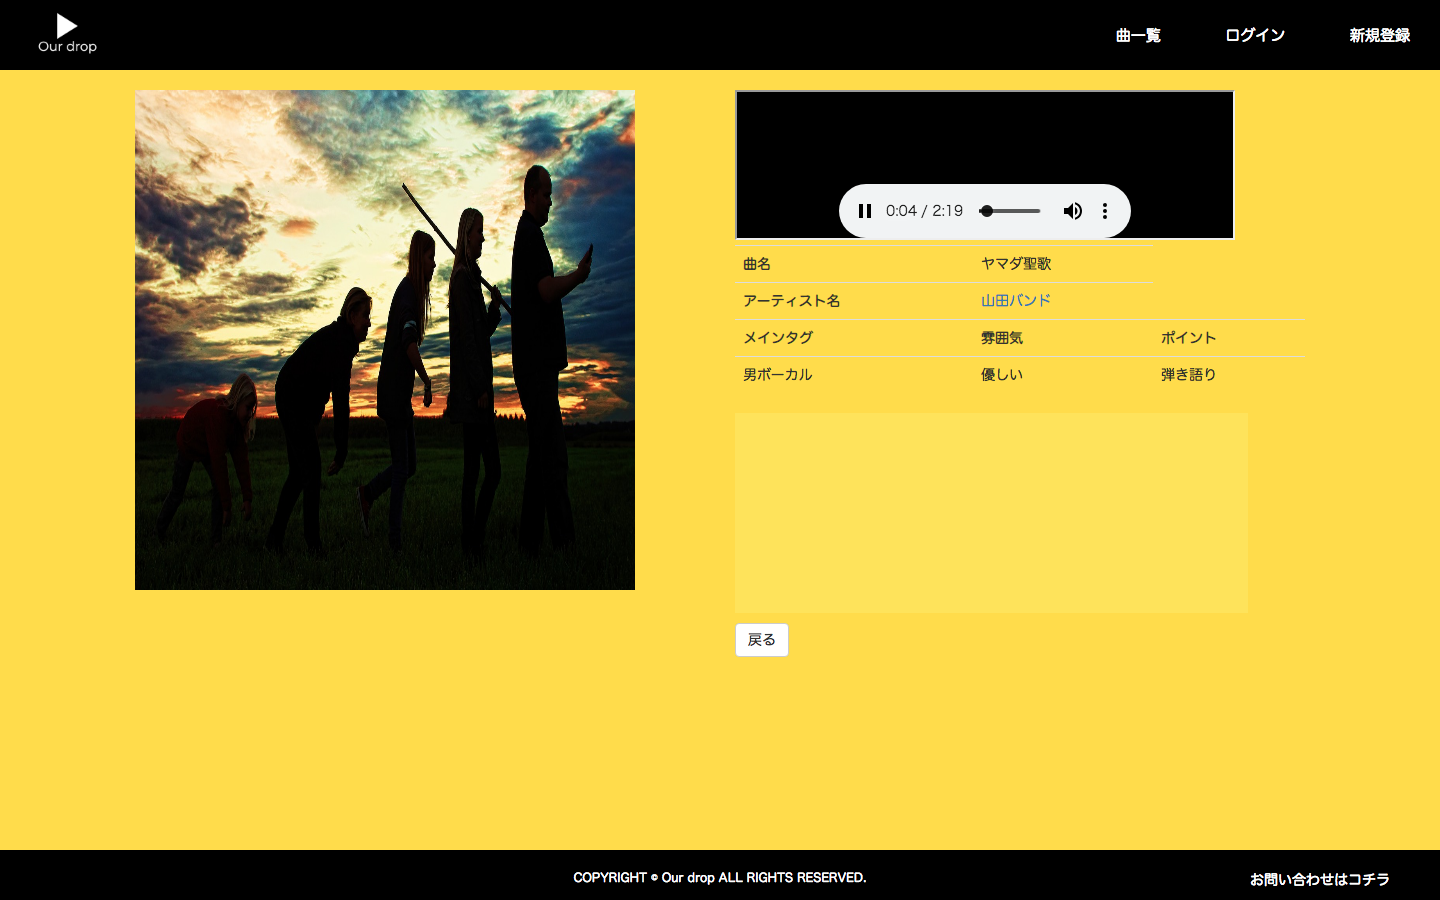 Our drop
曲一覧 ログイン 新規登録
0:04 / 2:19
曲名 ヤマダ聖歌
アーティスト名 山田バンド
メインタグ 雰囲気 ポイント
男ボーカル 優しい 弾き語り
戻る
COPYRIGHT © Our drop ALL RIGHTS RESERVED.
お問い合わせはコチラ